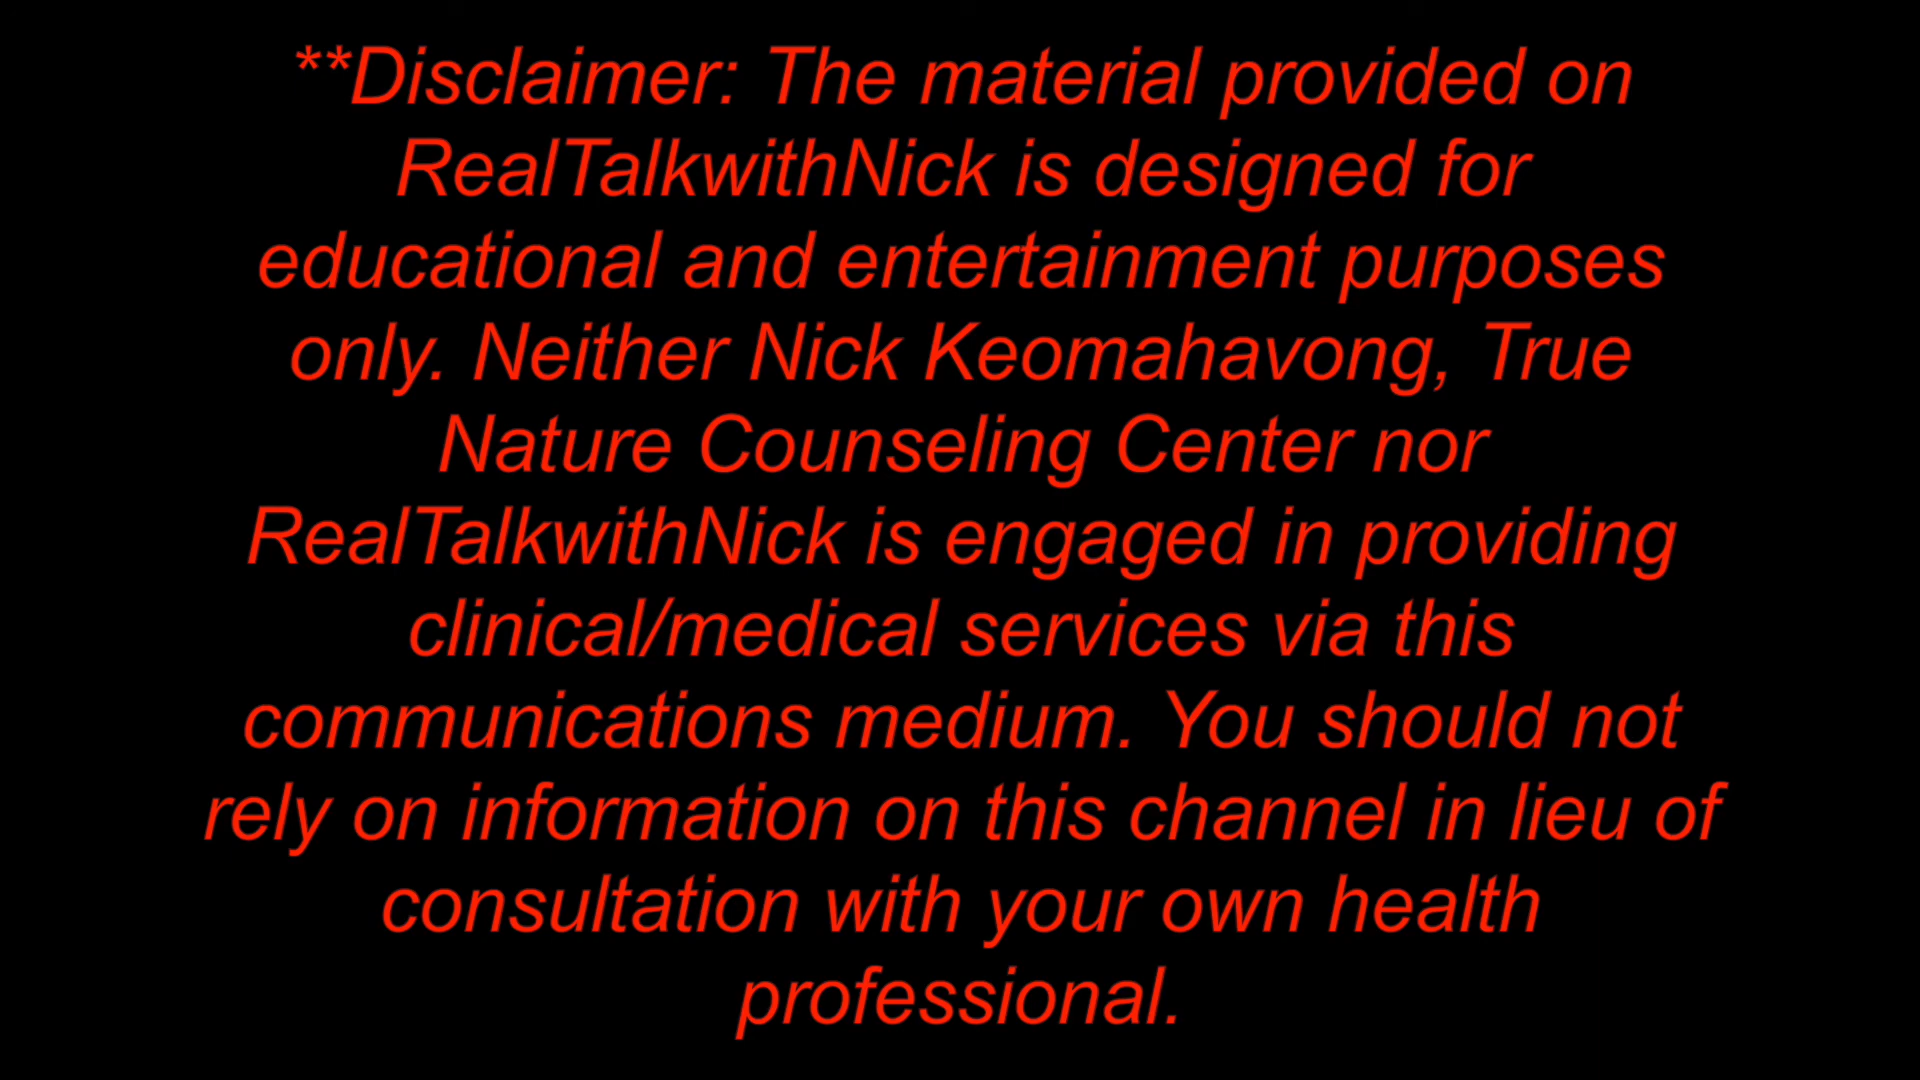 **Disclaimer: The material provided on
RealTalkwithNick is designed for
educational and entertainment purposes
only. Neither Nick Keomahavong, True
Nature Counseling Center nor
RealTalkwithNick is engaged in providing
clinical/medical services via this
communications medium. You should not
rely on information on this channel in lieu of
consultation with your own health
professional.